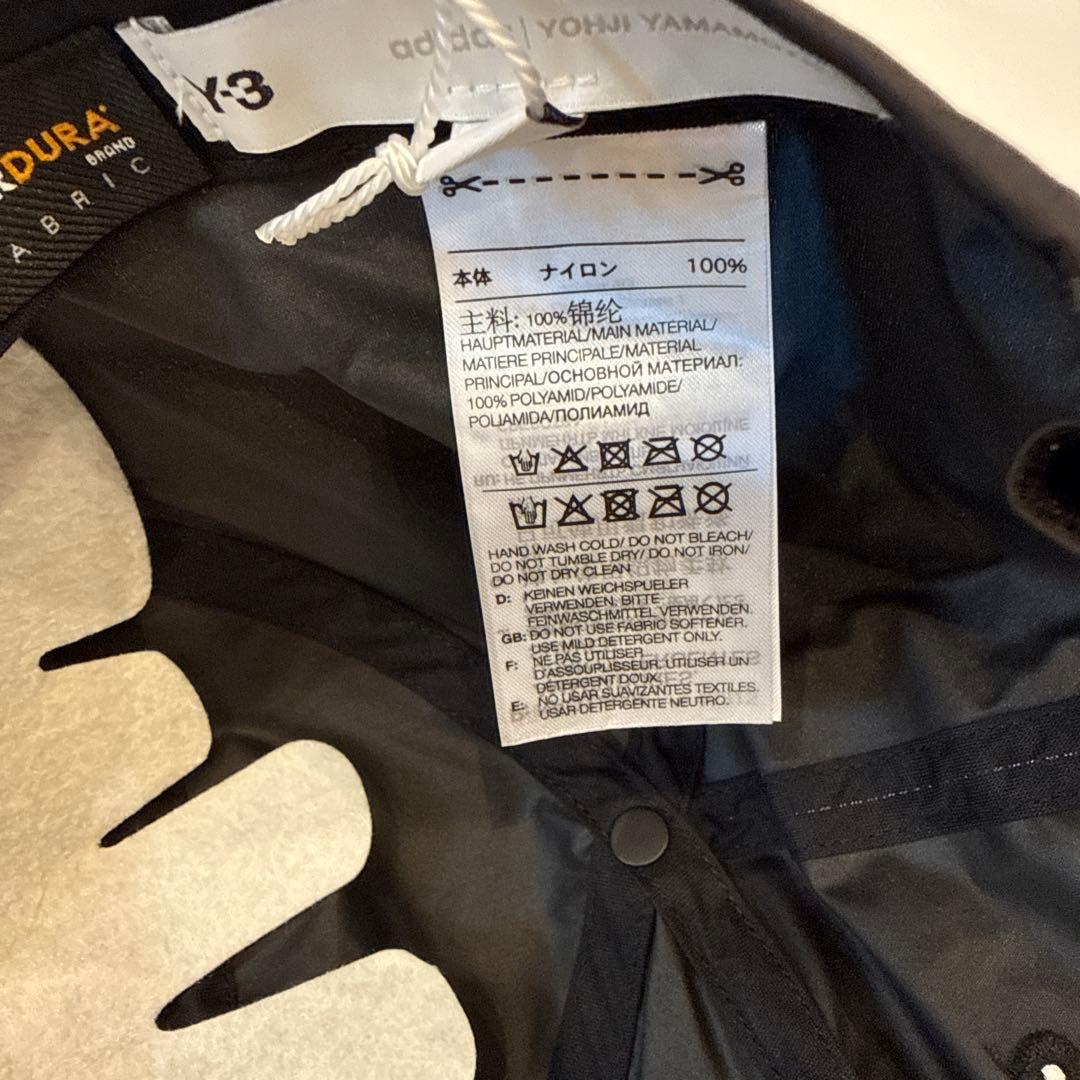 DURA
BRAND
ABRIC
Y-3
adidas | YOHJI YAMAMO
本体 ナイロン 100%
主料: 100%锦纶
HAUPTMATERIAL/MAIN MATERIAL/
MATIERE PRINCIPALE/MATERIAL
PRINCIPAL/ОСНОВНОЙ МАТЕРИАЛ:
100% POLYAMID/POLYAMIDE/
POLIAMIDA/ПОЛИАМИД
HAND WASH COLD/ DO NOT BLEACH/
DO NOT TUMBLE DRY/ DO NOT IRON/
DO NOT DRY CLEAN
D: KEINEN WEICHSPUELER
VERWENDEN. BITTE
FEINWASCHMITTEL VERWENDEN.
GB: DO NOT USE FABRIC SOFTENER.
USE MILD DETERGENT ONLY.
F: NE PAS UTILISER
D'ASSOUPLISSEUR. UTILISER UN
DÉTERGENT DOUX.
E: NO USAR SUAVIZANTES TEXTILES.
USAR DETERGENTE NEUTRO.